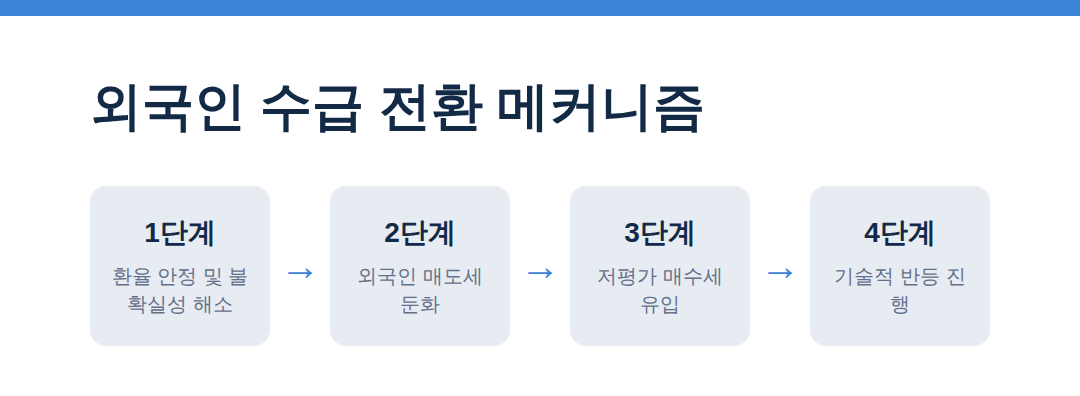 외국인 수급 전환 메커니즘
1단계
환율 안정 및 불
확실성 해소
→
2단계
외국인 매도세
둔화
→
3단계
저평가 매수세
유입
→
4단계
기술적 반등 진
행